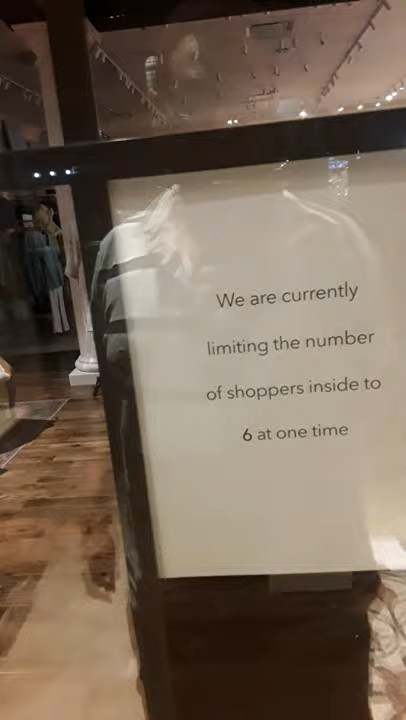 We are currently
limiting the number
of shoppers inside to
6 at one time